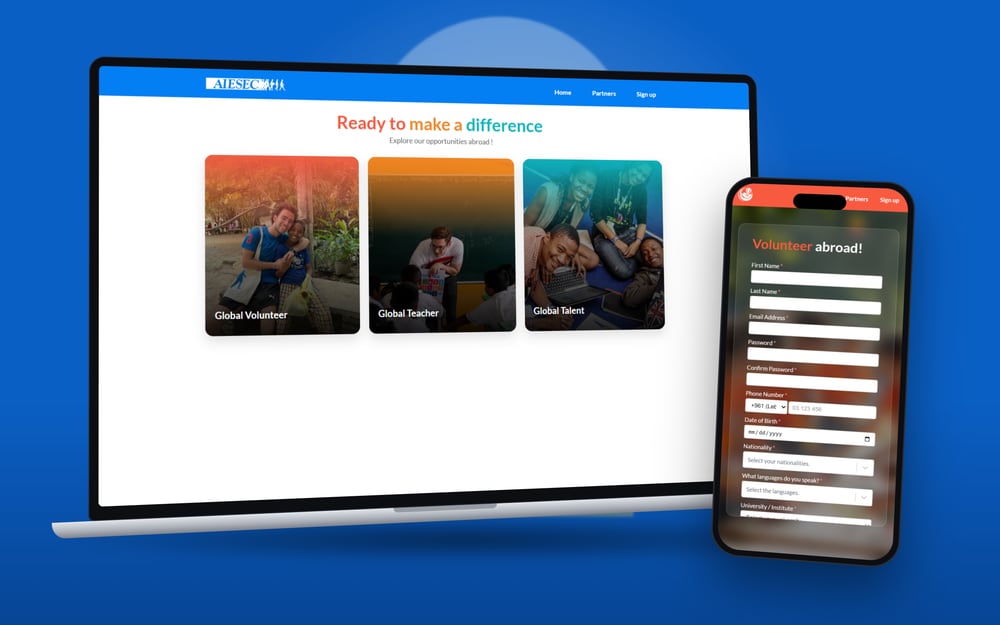 AIESEC
Home
Partners
Sign up
Ready to make a difference
Explore our opportunities abroad !
Global Volunteer
Global Teacher
Global Talent
Partners
Sign up
Volunteer abroad!
First Name *
Last Name *
Email Address *
Password *
Confirm Password *
Phone Number *
+961 (Leb
03 123 456
Date of Birth *
mm/dd/yyyy
Nationality *
Select your nationalities.
What languages do you speak? *
Select the languages.
University / Institute *